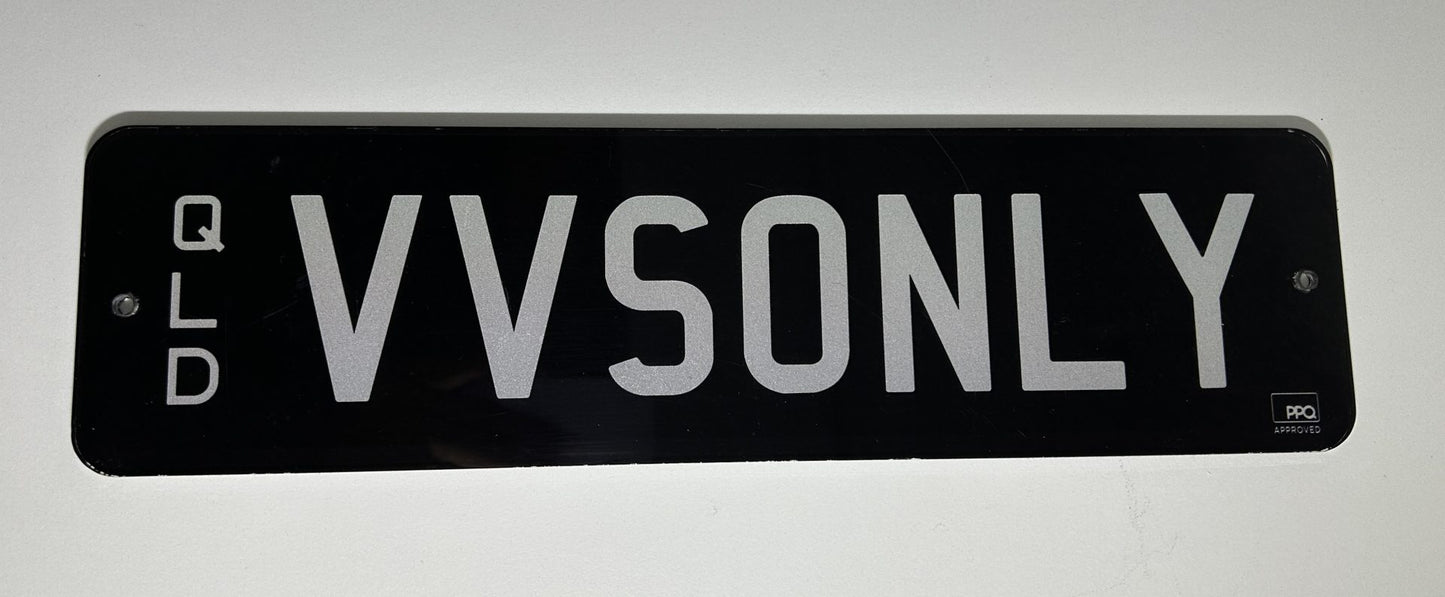 QLD
VVSONLY
PPQ
APPROVED